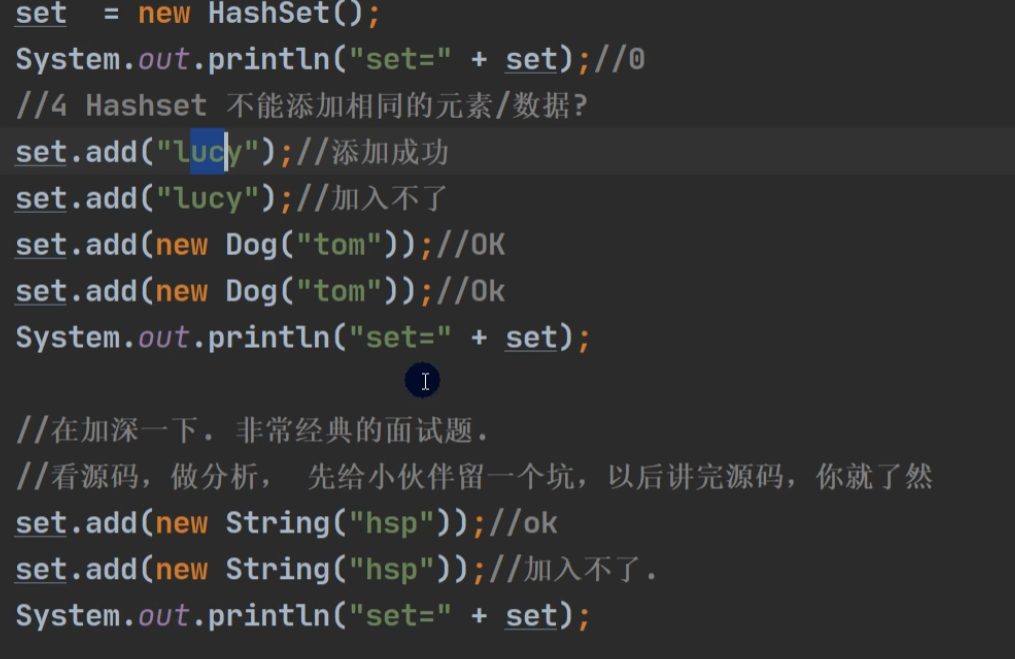 set  = new HashSet();
System.out.println("set=" + set);//0
//4 Hashset 不能添加相同的元素/数据?
set.add("lucy");//添加成功
set.add("lucy");//加入不了
set.add(new Dog("tom"));//OK
set.add(new Dog("tom"));//Ok
System.out.println("set=" + set);
//在加深一下. 非常经典的面试题.
//看源码，做分析， 先给小伙伴留一个坑，以后讲完源码，你就了然
set.add(new String("hsp"));//ok
set.add(new String("hsp"));//加入不了.
System.out.println("set=" + set);